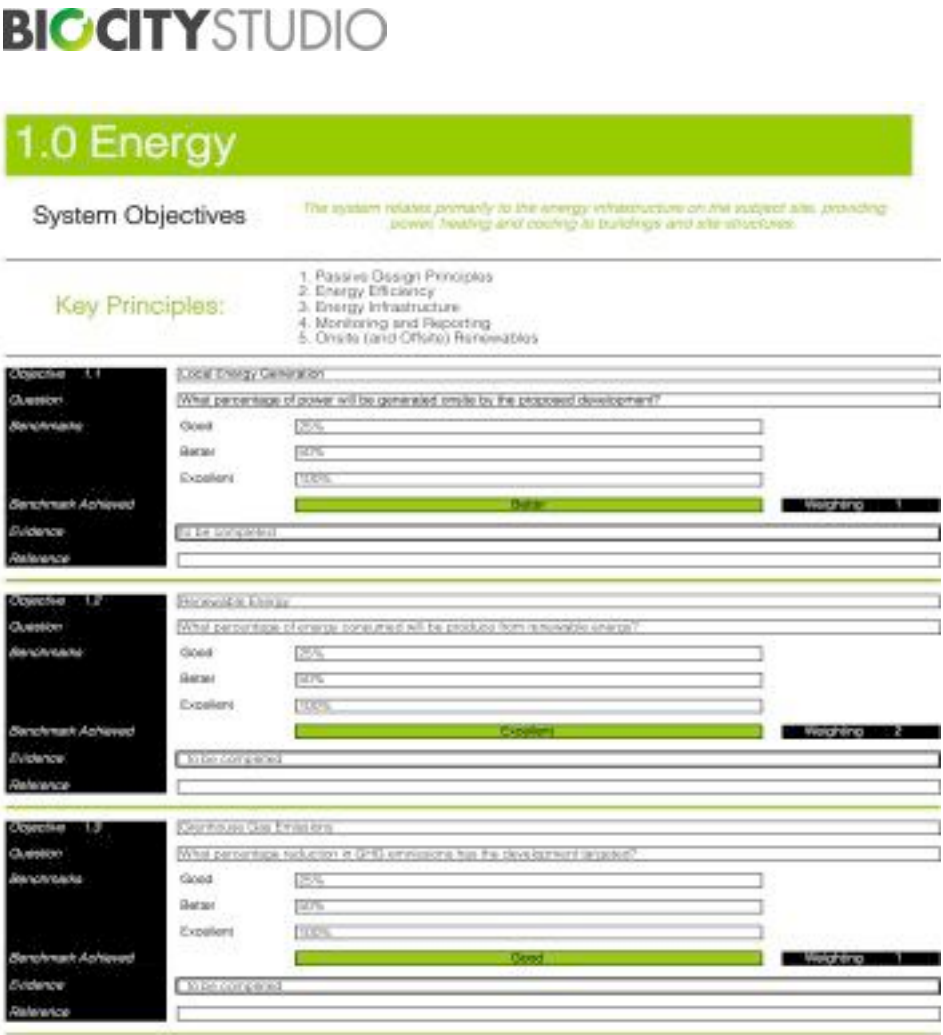 BIOCITYSTUDIO
1.0 Energy
System Objectives
The system relates primarily to the energy infrastructure on the subject site, providing
power, heating and cooling to buildings and site structures.
Key Principles:
1. Passive Design Principles
2. Energy Efficiency
3. Energy Infrastructure
4. Monitoring and Reporting
5. Onsite (and Offsite) Renewables
Objective 1.1 Local Energy Generation
Question What percentage of power will be generated onsite by the proposed development?
Benchmarks Good 25%
Better 50%
Excellent 100%
Benchmark Achieved Better Weighting 1
Evidence to be completed
Reference
Objective 1.2 Renewable Energy
Question What percentage of energy consumed will be produce from renewable energy?
Benchmarks Good 25%
Better 50%
Excellent 100%
Benchmark Achieved Excellent Weighting 2
Evidence to be completed
Reference
Objective 1.3 Grenhouse Gas Emissions
Question What percentage reduction in GHG emmissions has the development targeted?
Benchmarks Good 25%
Better 50%
Excellent 100%
Benchmark Achieved Good Weighting 1
Evidence to be completed
Reference